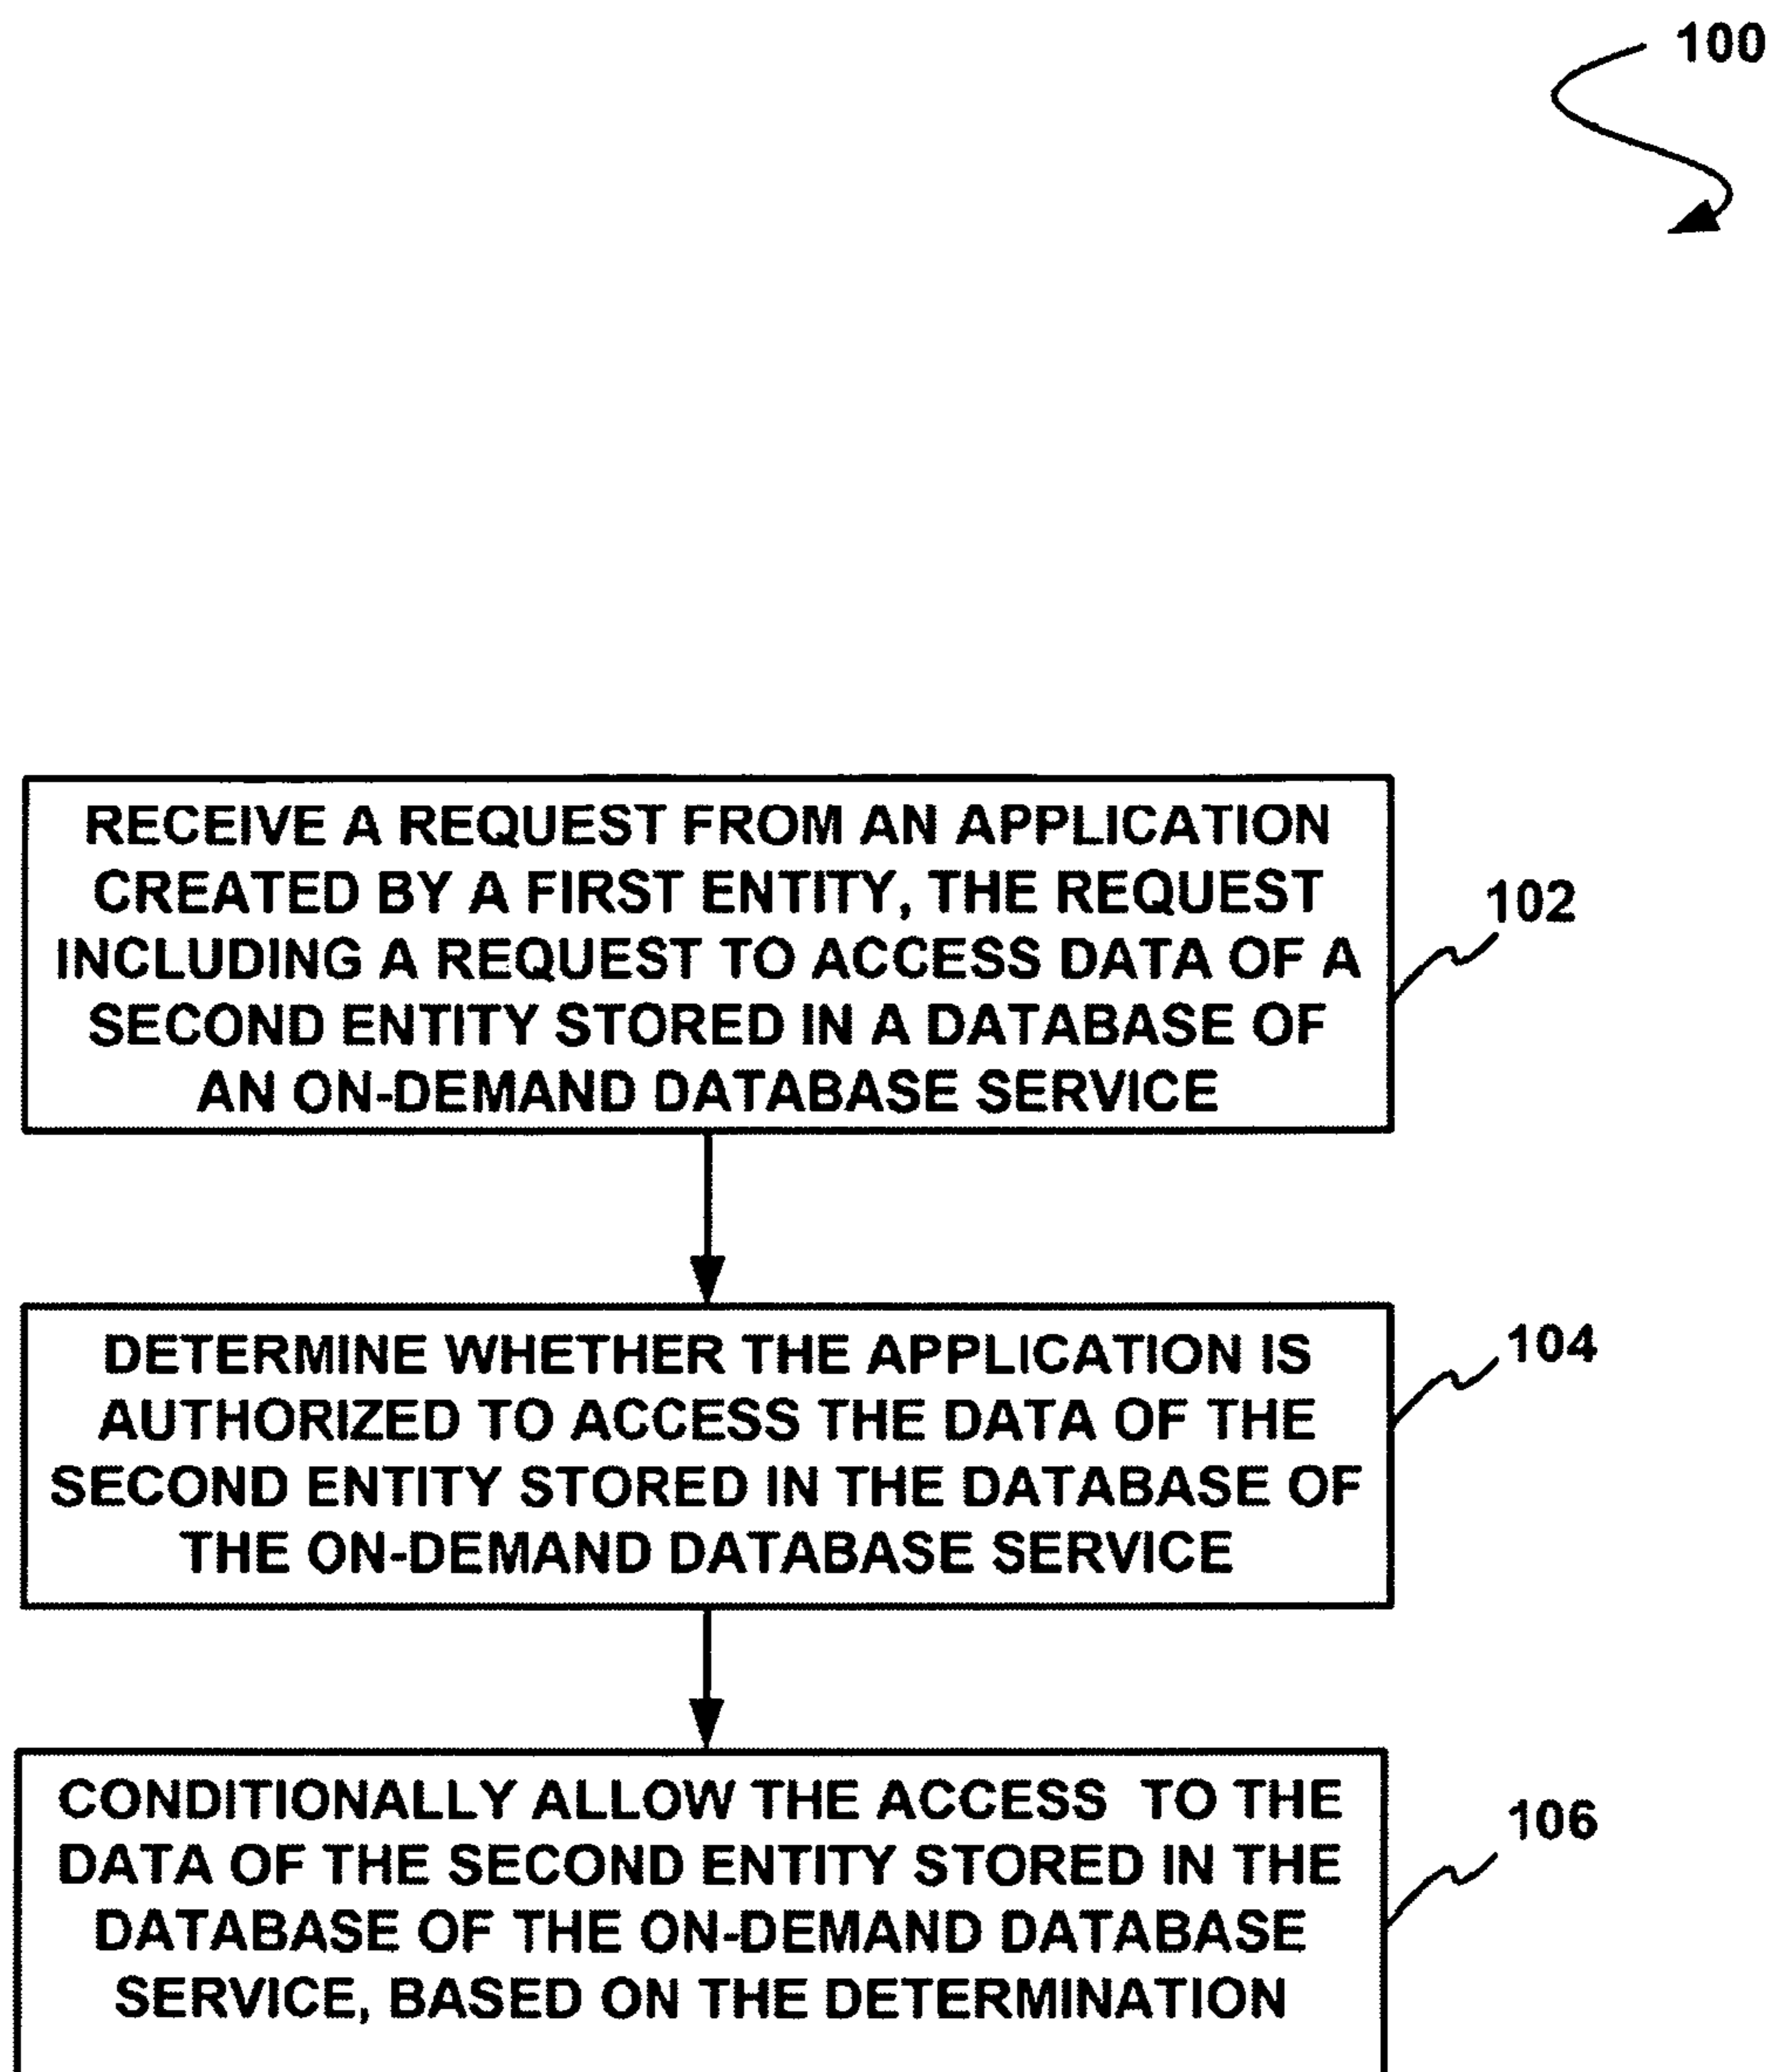 100
RECEIVE A REQUEST FROM AN APPLICATION
CREATED BY A FIRST ENTITY, THE REQUEST
INCLUDING A REQUEST TO ACCESS DATA OF A
SECOND ENTITY STORED IN A DATABASE OF
AN ON-DEMAND DATABASE SERVICE
102
DETERMINE WHETHER THE APPLICATION IS
AUTHORIZED TO ACCESS THE DATA OF THE
SECOND ENTITY STORED IN THE DATABASE OF
THE ON-DEMAND DATABASE SERVICE
104
CONDITIONALLY ALLOW THE ACCESS TO THE
DATA OF THE SECOND ENTITY STORED IN THE
DATABASE OF THE ON-DEMAND DATABASE
SERVICE, BASED ON THE DETERMINATION
106